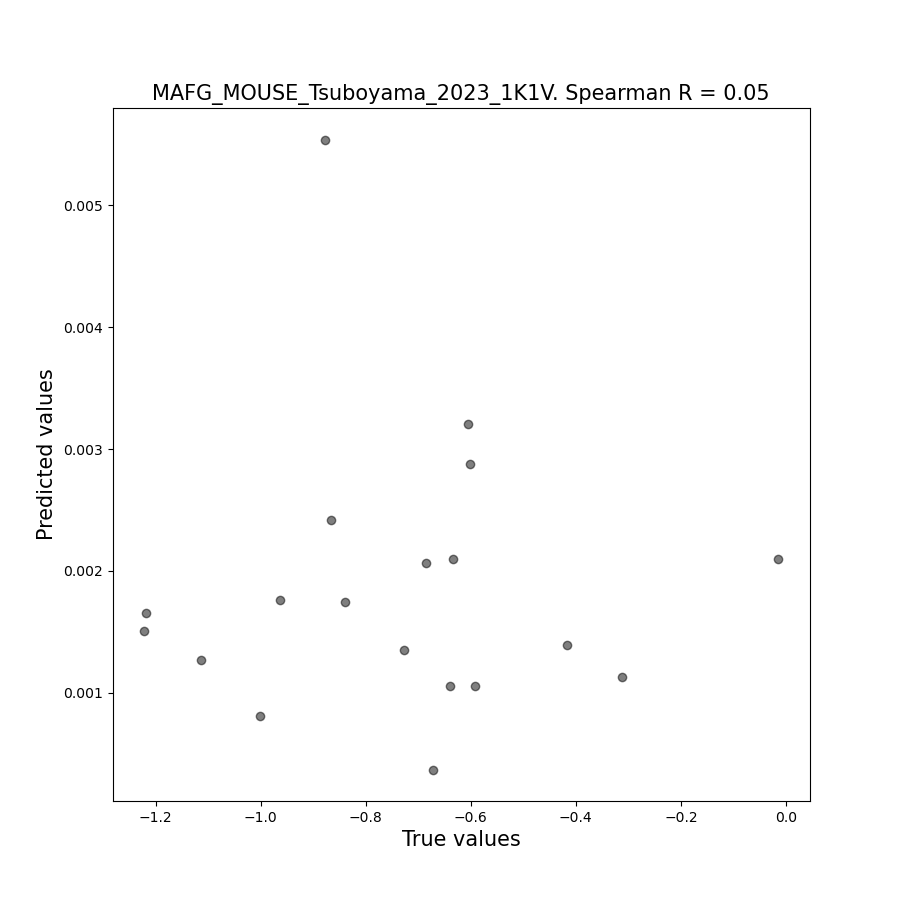 MAFG_MOUSE_Tsuboyama_2023_1K1V. Spearman R = 0.05
0.005
0.004
0.003
0.002
0.001
Predicted values
−1.2 −1.0 −0.8 −0.6 −0.4 −0.2 0.0
True values